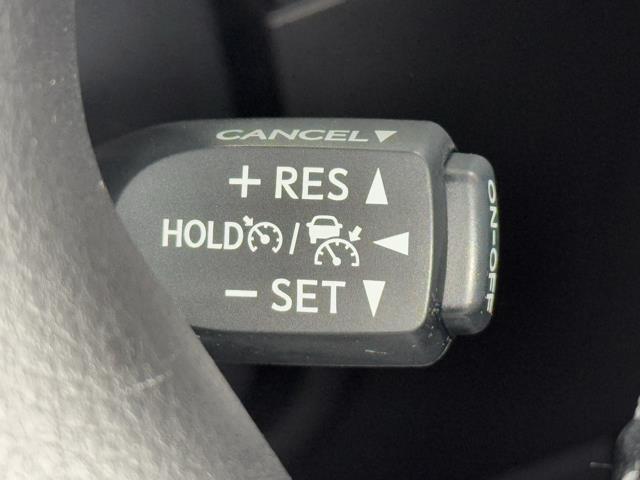 CANCEL▼
+ RES ▲
HOLD / ◀
- SET ▼
ON-OFF